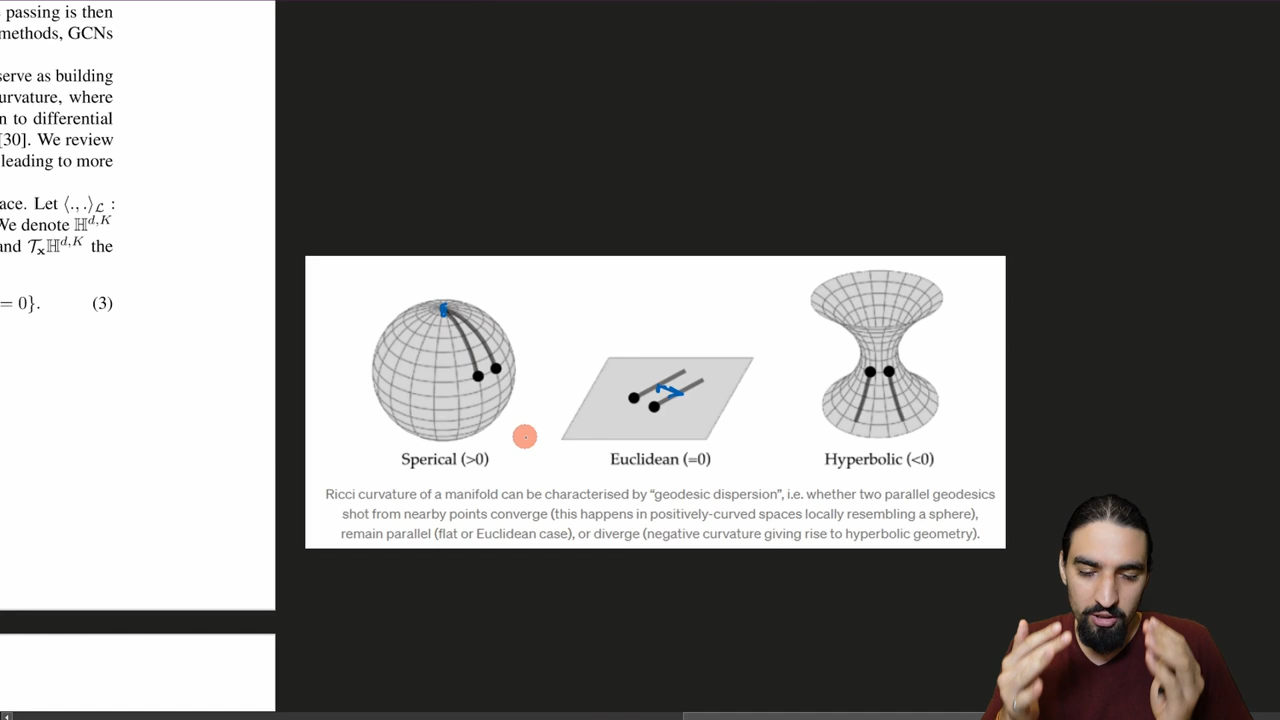 passing is then
methods, GCNs
serve as building
urvature, where
n to differential
[30]. We review
leading to more
ace. Let ⟨.,.⟩_ℒ :
We denote ℍ^{d,K}
and 𝒯_𝐱ℍ^{d,K} the
= 0}. (3)
Sperical (>0) Euclidean (=0) Hyperbolic (<0)
Ricci curvature of a manifold can be characterised by “geodesic dispersion”, i.e. whether two parallel geodesics
shot from nearby points converge (this happens in positively-curved spaces locally resembling a sphere),
remain parallel (flat or Euclidean case), or diverge (negative curvature giving rise to hyperbolic geometry).